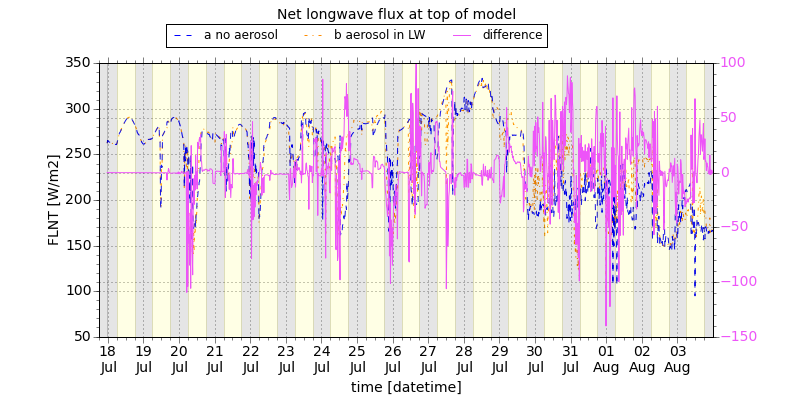 Net longwave flux at top of model
a no aerosol b aerosol in LW difference
FLNT [W/m2]
350
300
250
200
150
100
50
100
50
0
−50
−100
−150
18 19 20 21 22 23 24 25 26 27 28 29 30 31 01 02 03
Jul Jul Jul Jul Jul Jul Jul Jul Jul Jul Jul Jul Jul Jul Aug Aug Aug
time [datetime]